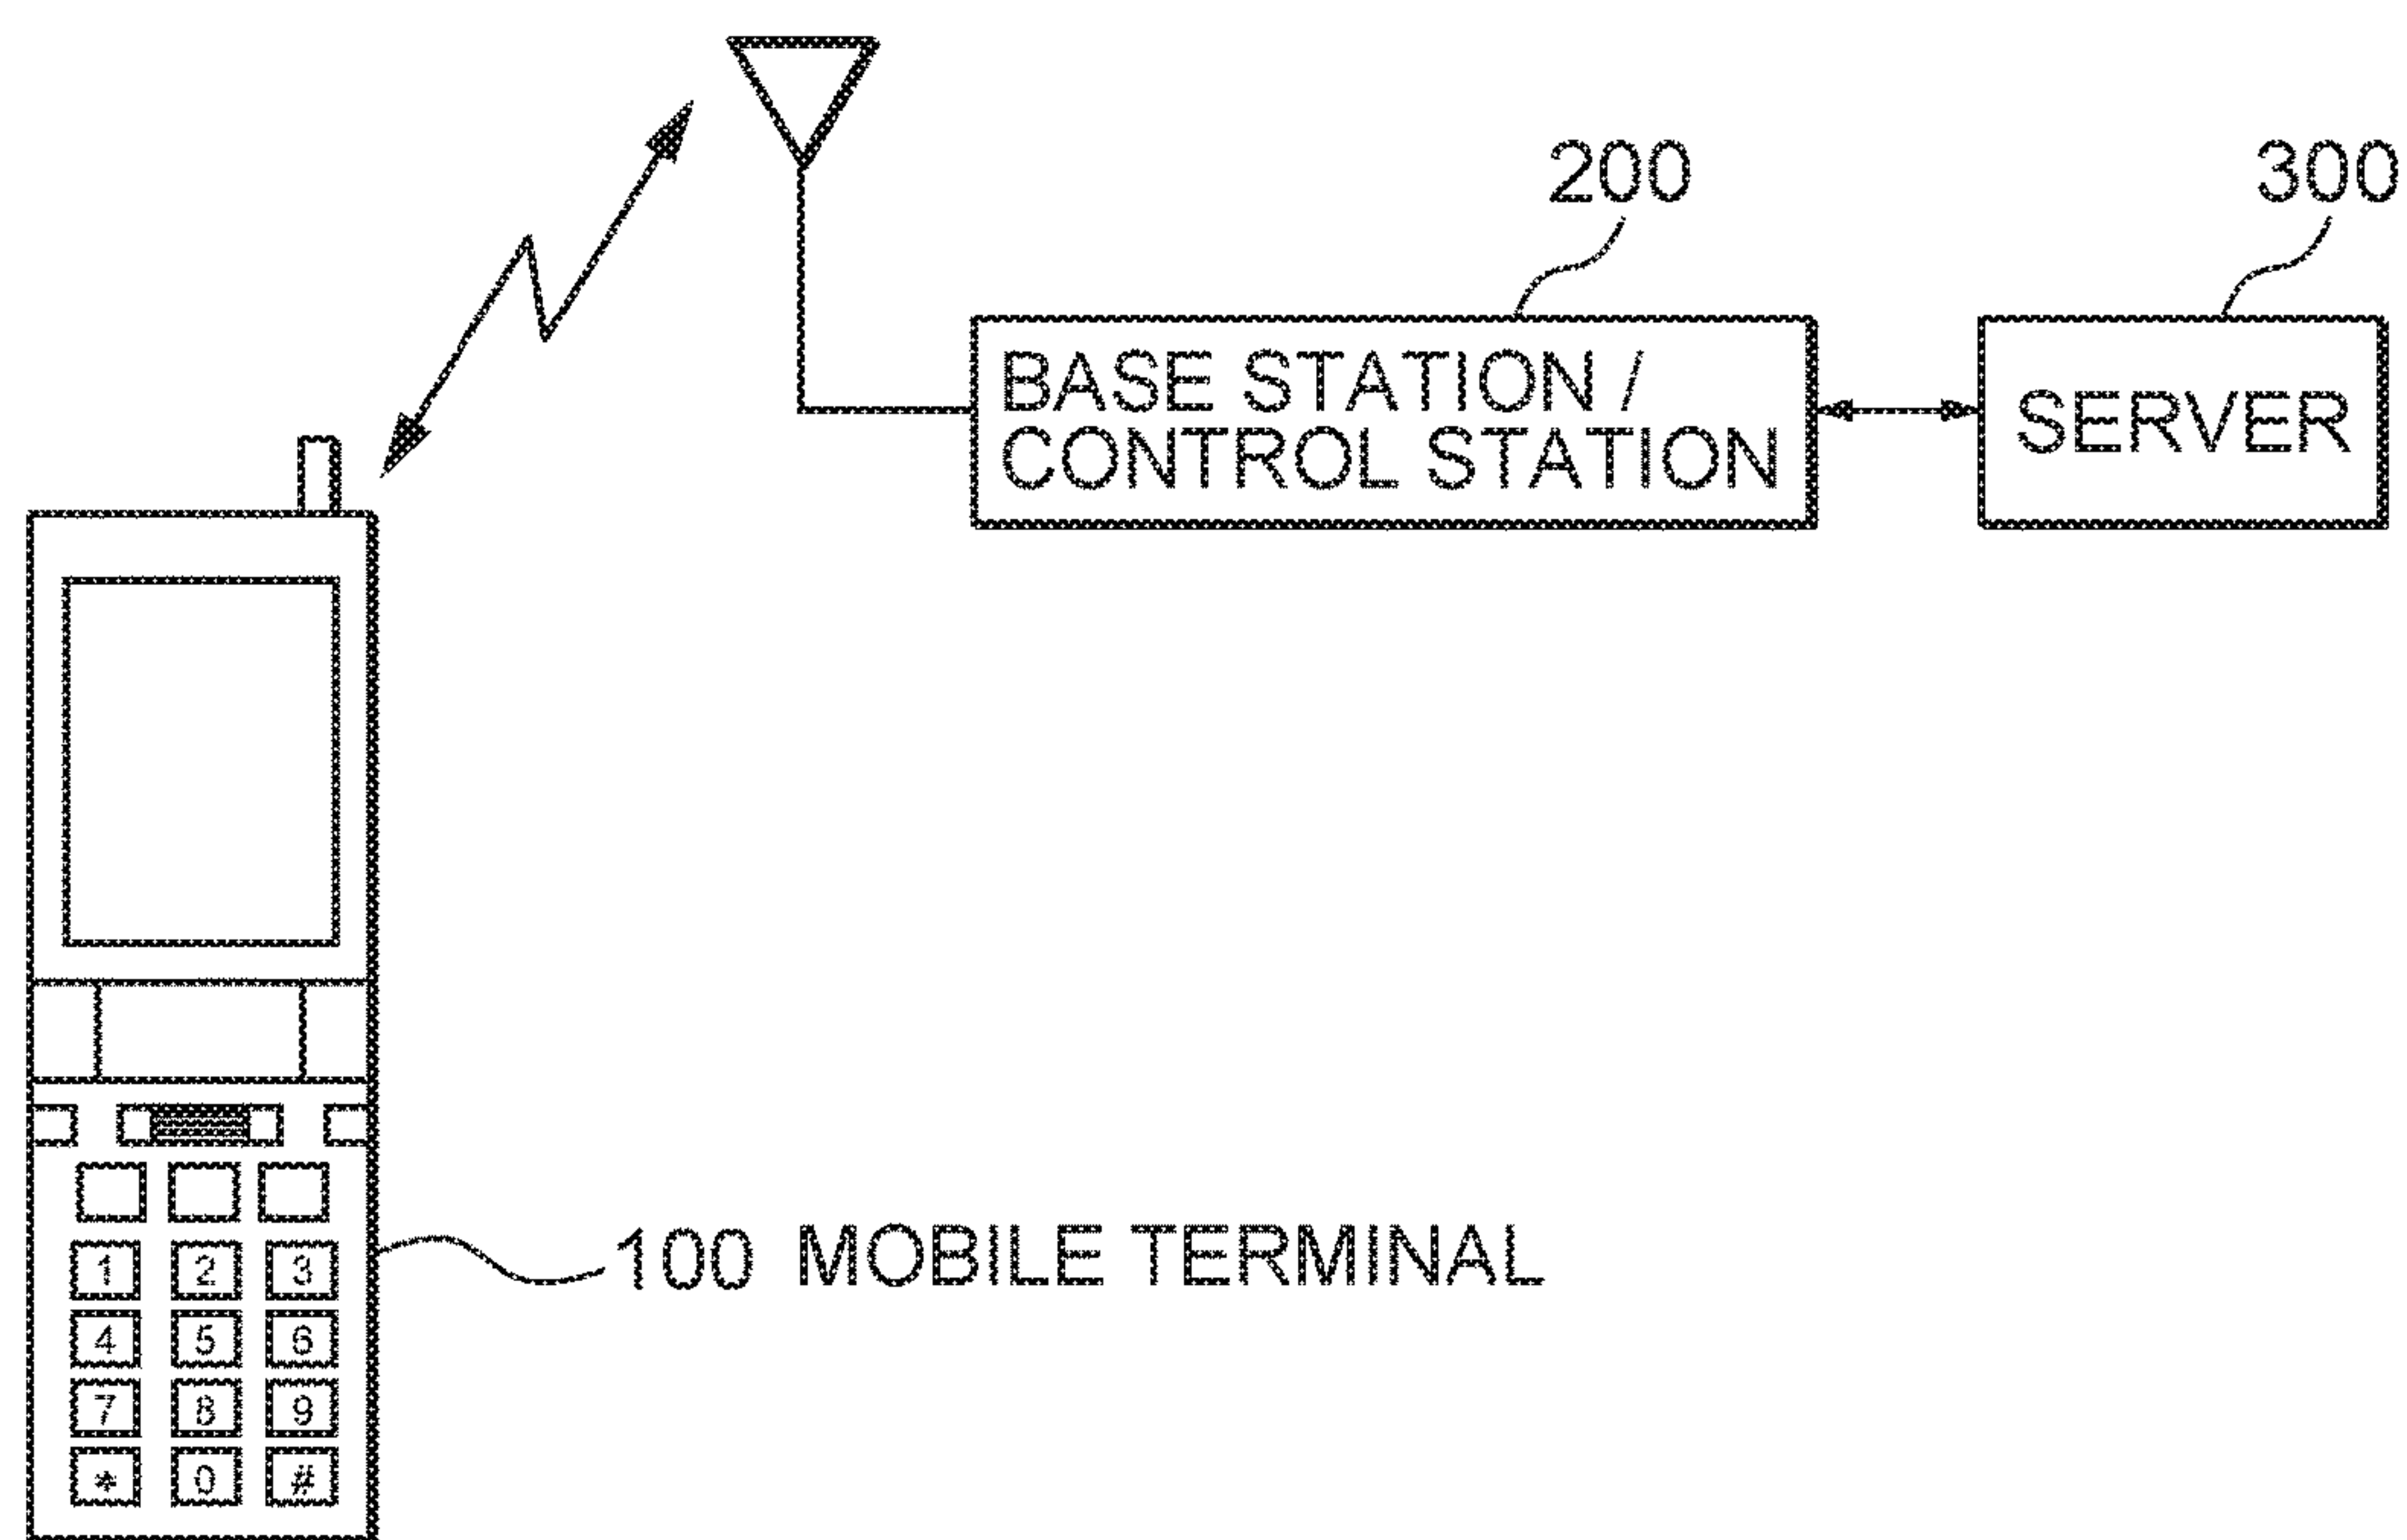 200
300
BASE STATION /
CONTROL STATION
SERVER
100 MOBILE TERMINAL
1 2 3
4 5 6
7 8 9
* 0 #